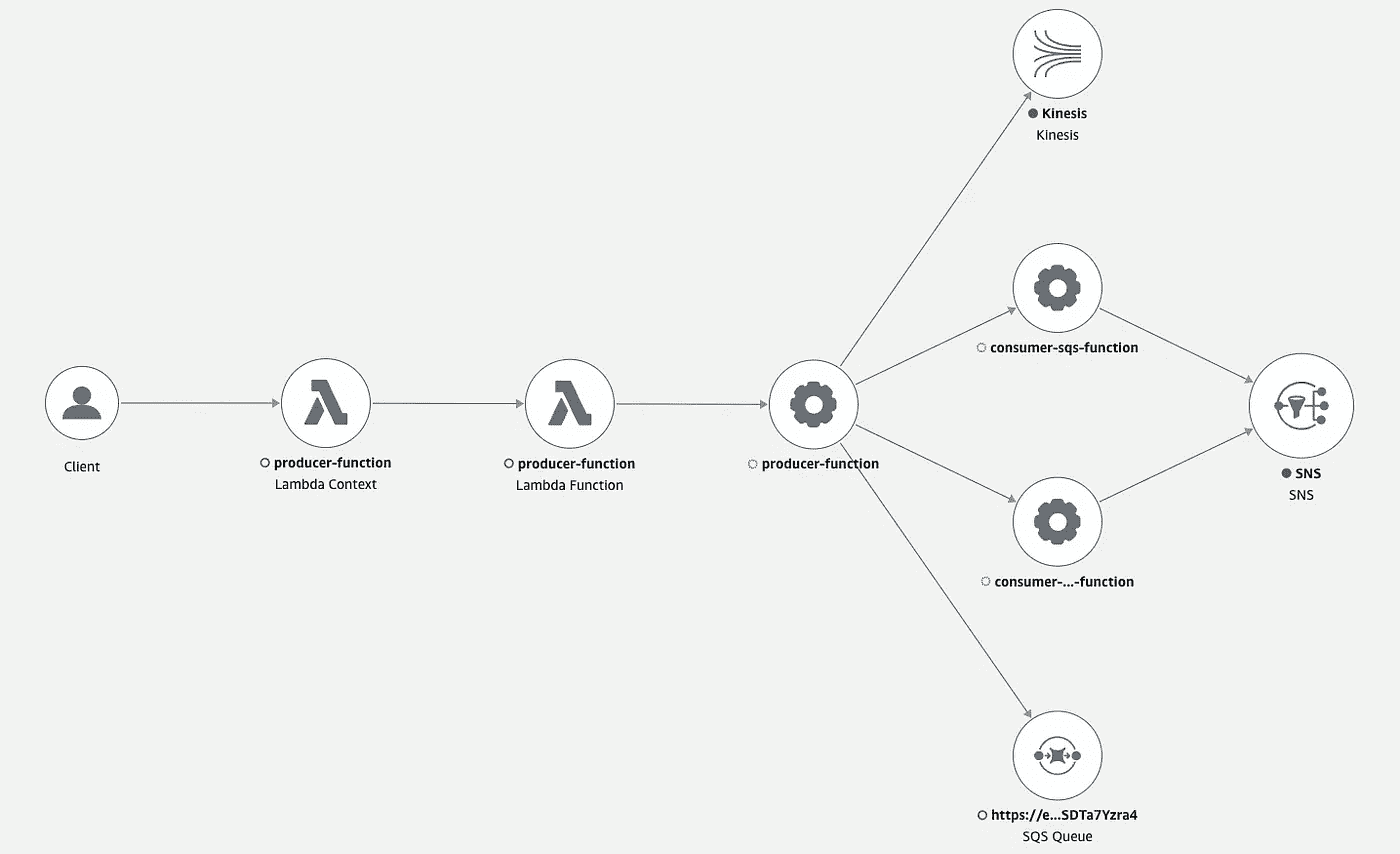 Kinesis
Kinesis
consumer-sqs-function
Client
producer-function
Lambda Context
producer-function
Lambda Function
producer-function
SNS
SNS
consumer-...-function
https://e...SDTa7Yzra4
SQS Queue